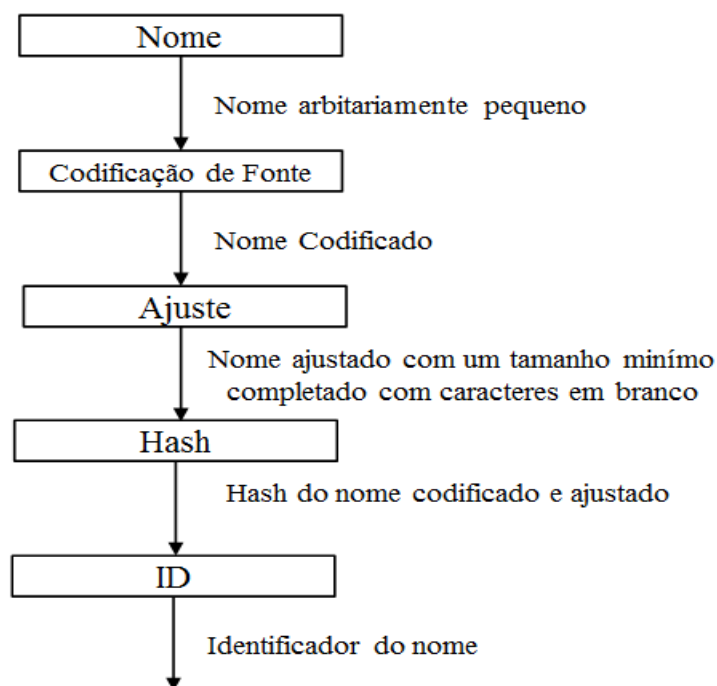 Nome
Nome arbitariamente pequeno
Codificação de Fonte
Nome Codificado
Ajuste
Nome ajustado com um tamanho minímo
completado com caracteres em branco
Hash
Hash do nome codificado e ajustado
ID
Identificador do nome